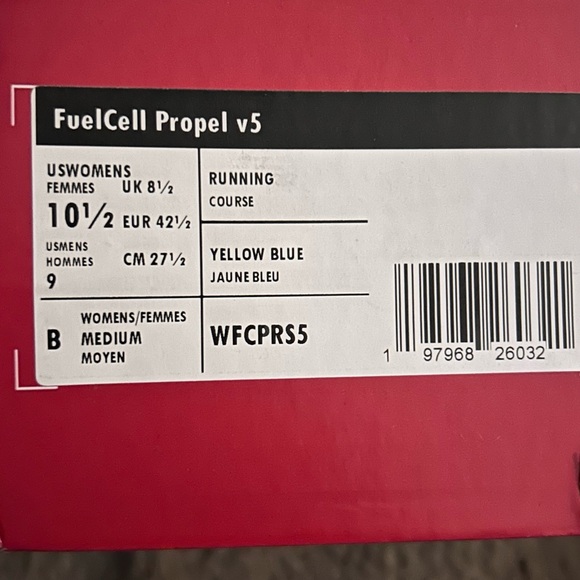 FuelCell Propel v5
USWOMENS
FEMMES UK 8½
10½ EUR 42½
USMENS
HOMMES CM 27½
9
RUNNING
COURSE
YELLOW BLUE
JAUNE BLEU
B WOMENS/FEMMES
MEDIUM
MOYEN
WFCPRS5
1 97968 26032